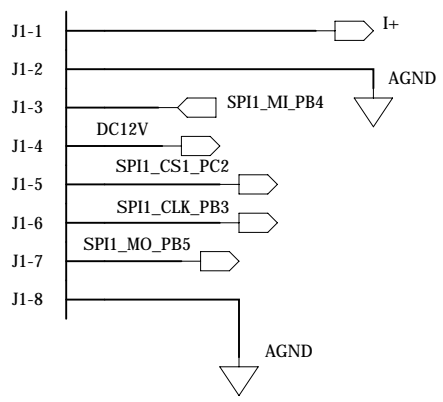 J1-1 I+
J1-2 AGND
J1-3 SPI1_MI_PB4
J1-4 DC12V
J1-5 SPI1_CS1_PC2
J1-6 SPI1_CLK_PB3
J1-7 SPI1_MO_PB5
J1-8 AGND